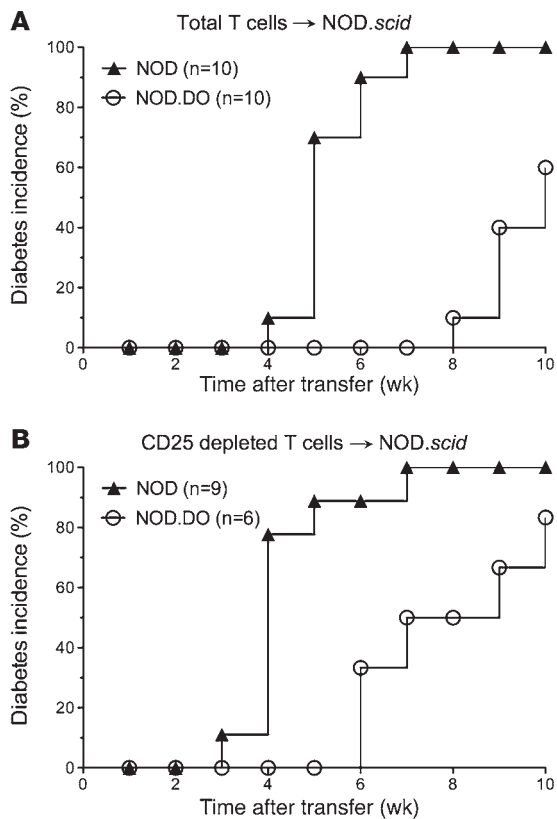 A
Total T cells → NOD.scid
Diabetes incidence (%)
100
80
60
40
20
0
NOD (n=10)
NOD.DO (n=10)
0 2 4 6 8 10
Time after transfer (wk)
B
CD25 depleted T cells → NOD.scid
Diabetes incidence (%)
100
80
60
40
20
0
NOD (n=9)
NOD.DO (n=6)
0 2 4 6 8 10
Time after transfer (wk)